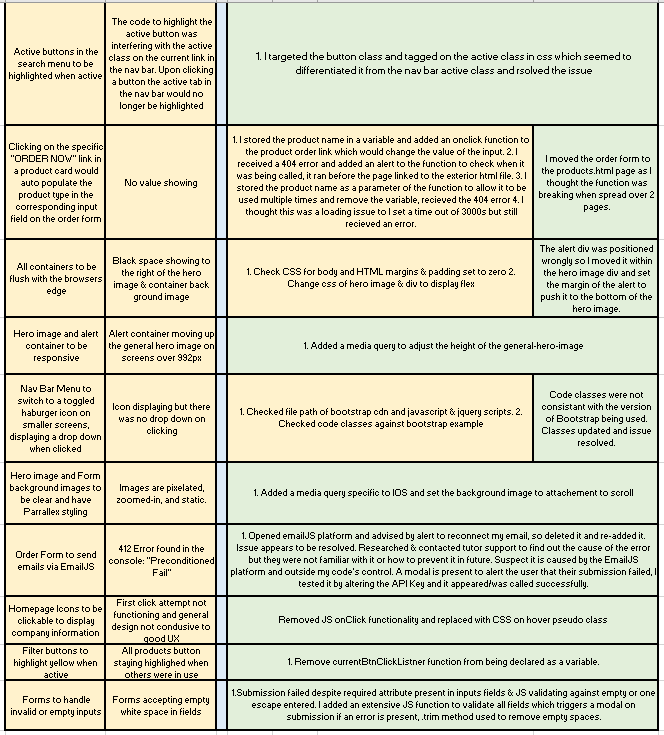 Active buttons in the
search menu to be
highlighted when active
The code to highlight the
active button was
interfering with the active
class on the current link in
the nav bar. Upon clicking
a button the active tab in
the nav bar would no
longer be highlighted
1. I targeted the button class and tagged on the active class in css which seemed to
differentiated it from the nav bar active class and rsolved the issue
Clicking on the specific
"ORDER NOW" link in
a product card would
auto populate the
product type in the
corresponding input
field on the order form
No value showing
1. I stored the product name in a variable and added an onclick function to
the product order link which would change the value of the input. 2. I
received a 404 error and added an alert to the function to check when it
was being called, it ran before the page linked to the exterior html file. 3. I
stored the product name as a parameter of the function to allow it to be
used multiple times and remove the variable, recieved the 404 error 4. I
thought this was a loading issue to I set a time out of 3000s but still
recieved an error.
I moved the order form to
the products.html page as I
thought the function was
breaking when spread over 2
pages.
All containers to be
flush with the browsers
edge
Black space showing to
the right of the hero
image & container back
ground image
1. Check CSS for body and HTML margins & padding set to zero 2.
Change css of hero image & div to display flex
The alert div was positioned
wrongly so I moved it within
the hero image div and set
the margin of the alert to
push it to the bottom of the
hero image.
Hero image and alert
container to be
responsive
Alert container moving up
the general hero image on
screens over 992px
1. Added a media query to adjust the height of the general-hero-image
Nav Bar Menu to
switch to a toggled
haburger icon on
smaller screens,
displaying a drop down
when clicked
Icon displaying but there
was no drop down on
clicking
1. Checked file path of bootstrap cdn and javascript & jquery scripts. 2.
Checked code classes against bootstrap example
Code classes were not
consistant with the version
of Bootstrap being used.
Classes updated and issue
resolved.
Hero image and Form
background images to
be clear and have
Parrallex styling
Images are pixelated,
zoomed-in, and static.
1. Added a media query specific to IOS and set the background image to attachement to scroll
Order Form to send
emails via EmailJS
412 Error found in the
console: "Preconditioned
Fail"
1. Opened emailJS platform and advised by alert to reconnect my email, so deleted it and re-added it.
Issue appears to be resolved. Researched & contacted tutor support to find out the cause of the error
but they were not familiar with it or how to prevent it in future. Suspect it is caused by the EmailJS
platform and outside my code's control. A modal is present to alert the user that their submission failed, I
tested it by altering the API Key and it appeared/was called successfully.
Homepage Icons to be
clickable to display
company information
First click attempt not
functioning and general
design not condusive to
good UX
Removed JS onClick functionality and replaced with CSS on hover pseudo class
Filter buttons to
highlight yellow when
active
All products button
staying highlighed when
others were in use
1. Remove currentBtnClickListner function from being declared as a variable.
Forms to handle
invalid or empty inputs
Forms accepting empty
white space in fields
1.Submission failed despite required attribute present in inputs fields & JS validating against empty or one
escape entered. I added an extensive JS function to validate all fields which triggers a modal on
submission if an error is present, .trim method used to remove empty spaces.